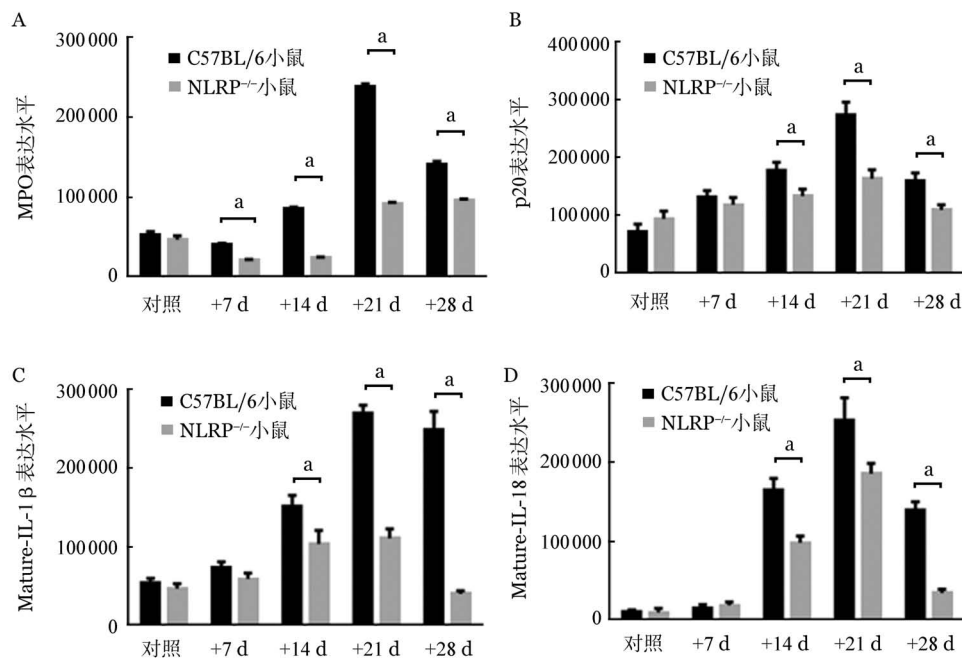 A
MPO表达水平
300 000
200 000
100 000
0
C57BL/6小鼠
NLRP⁻/⁻小鼠
a
a
a
a
对照
+7 d
+14 d
+21 d
+28 d
B
p20表达水平
400 000
300 000
200 000
100 000
0
C57BL/6小鼠
NLRP⁻/⁻小鼠
a
a
a
对照
+7 d
+14 d
+21 d
+28 d
C
Mature-IL-1 β 表达水平
300 000
200 000
100 000
0
C57BL/6小鼠
NLRP⁻/⁻小鼠
a
a
a
对照
+7 d
+14 d
+21 d
+28 d
D
Mature-IL-18 表达水平
300 000
200 000
100 000
0
C57BL/6小鼠
NLRP⁻/⁻小鼠
a
a
a
对照
+7 d
+14 d
+21 d
+28 d